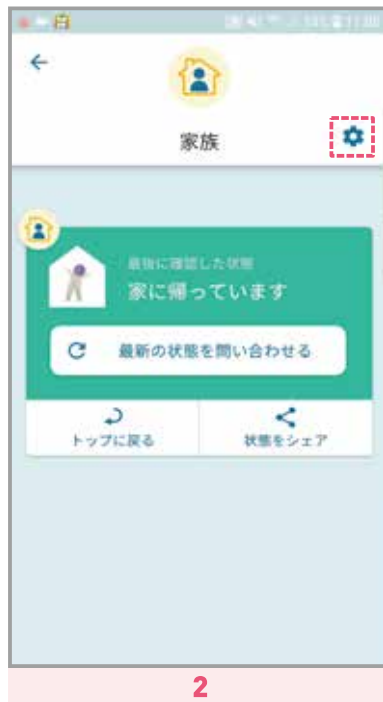 家族
最後に確認した状態
家に帰っています
最新の状態を問い合わせる
トップに戻る
状態をシェア
2